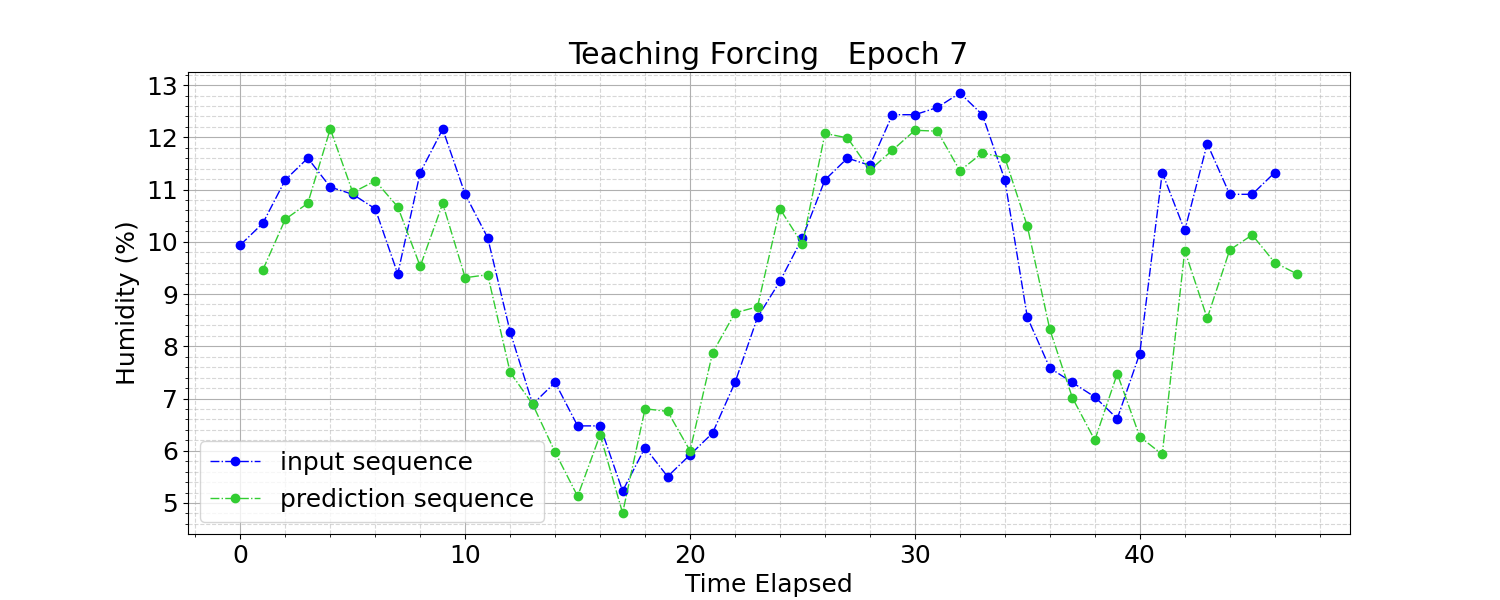 Teaching Forcing   Epoch 7
13
12
11
10
9
8
7
6
5
Humidity (%)
input sequence
prediction sequence
0 10 20 30 40
Time Elapsed